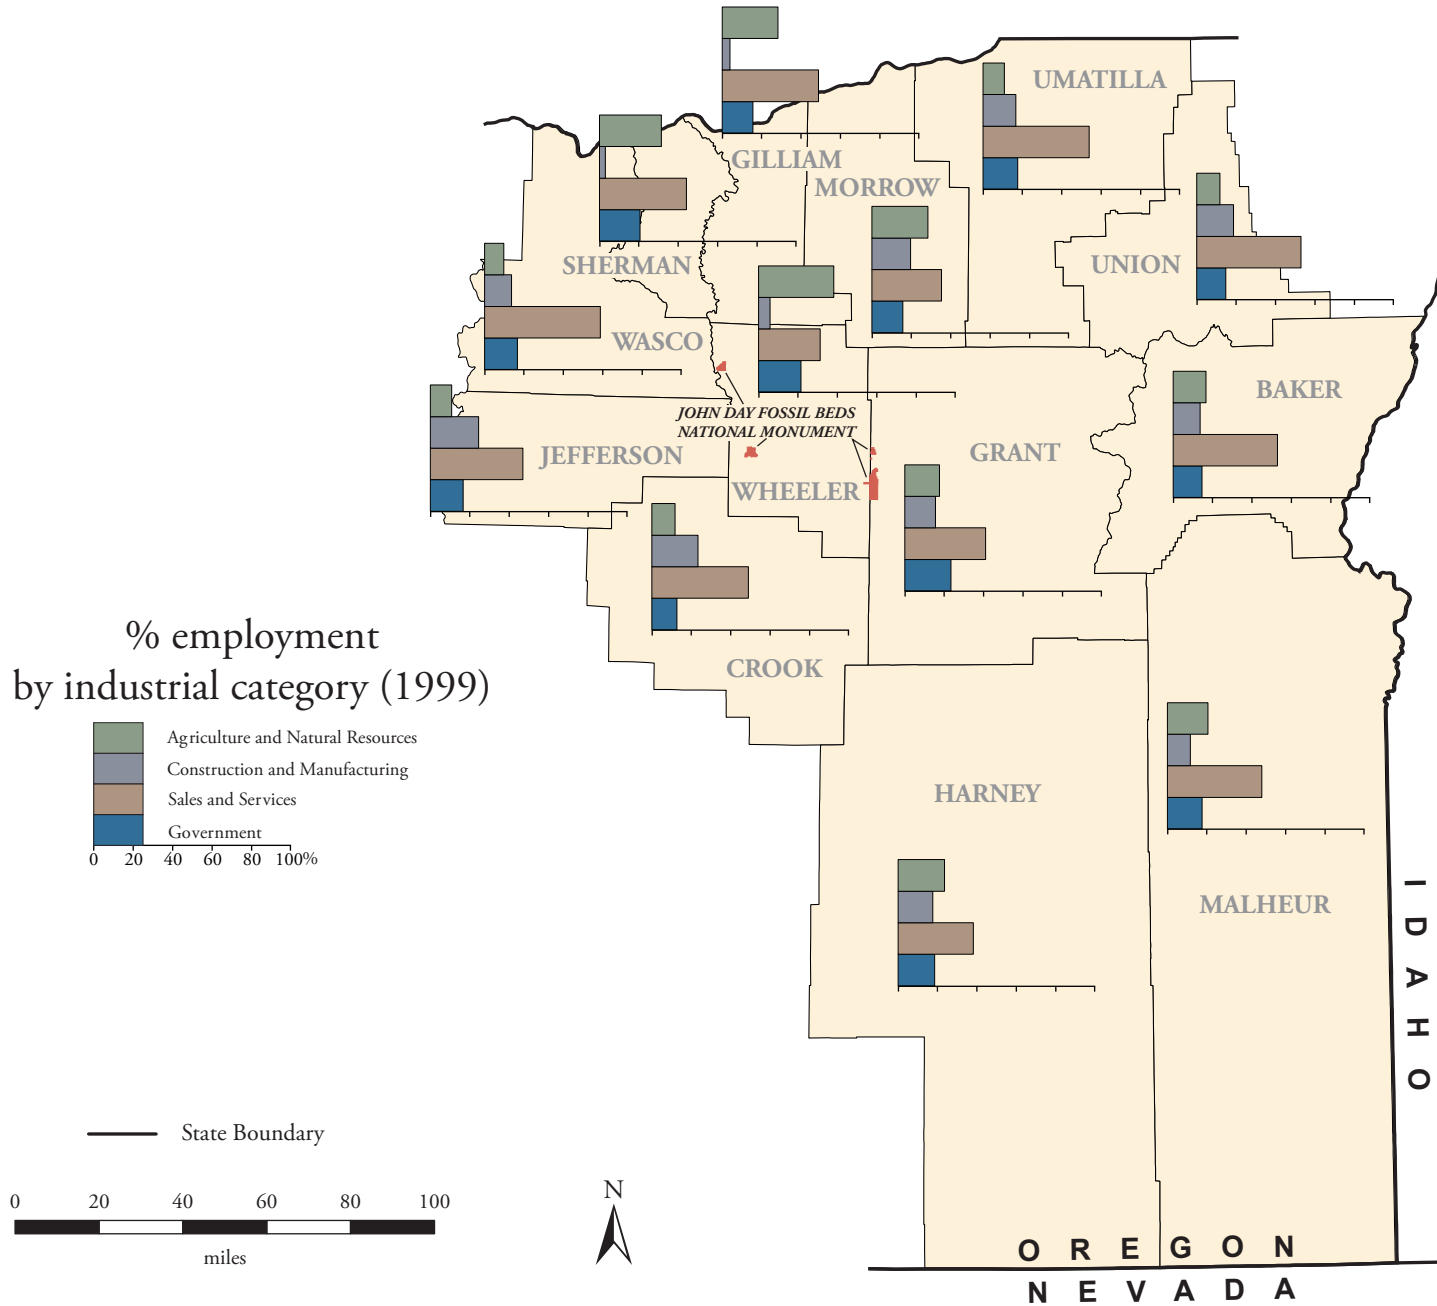 UMATILLA
GILLIAM
MORROW
SHERMAN
UNION
WASCO
BAKER
JOHN DAY FOSSIL BEDS
NATIONAL MONUMENT
JEFFERSON
GRANT
WHEELER
% employment
by industrial category (1999)
CROOK
Agriculture and Natural Resources
Construction and Manufacturing
Sales and Services
Government
0 20 40 60 80 100%
HARNEY
MALHEUR
IDAHO
State Boundary
0 20 40 60 80 100
miles
N
OREGON
NEVADA